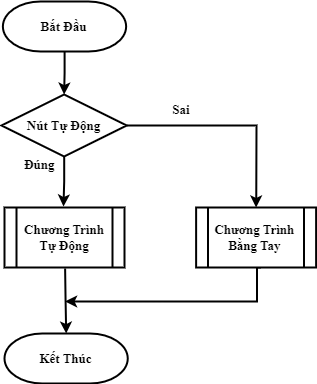 Bắt Đầu
Nút Tự Động
Sai
Đúng
Chương Trình
Tự Động
Chương Trình
Bằng Tay
Kết Thúc